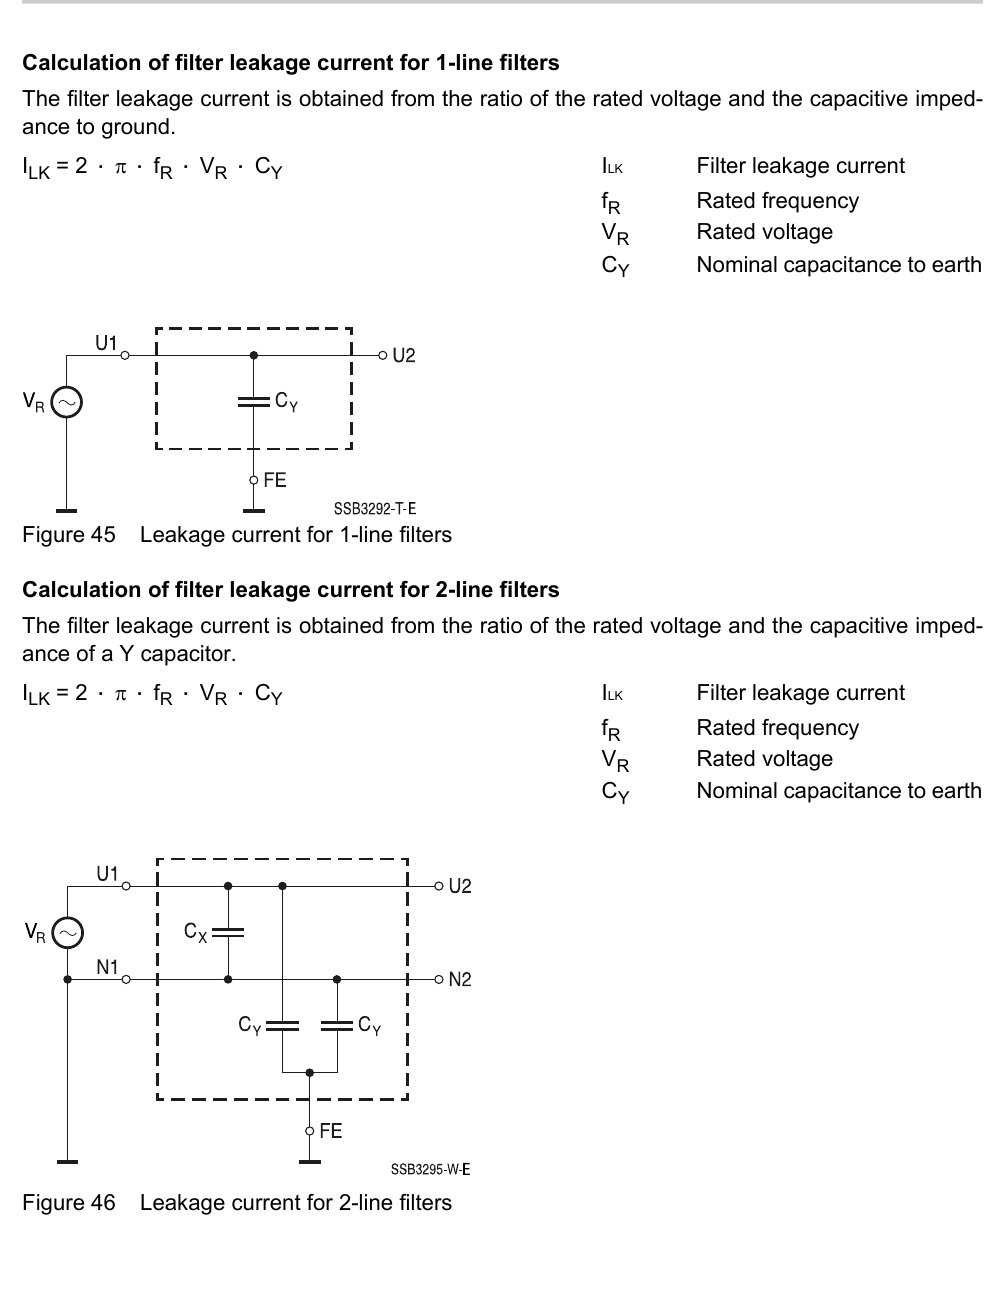 Calculation of filter leakage current for 1-line filters
The filter leakage current is obtained from the ratio of the rated voltage and the capacitive imped-
ance to ground.
ILK = 2 · π · fR · VR · CY
ILK Filter leakage current
fR Rated frequency
VR Rated voltage
CY Nominal capacitance to earth
U1
U2
VR
CY
FE
SSB3292-T-E
Figure 45 Leakage current for 1-line filters
Calculation of filter leakage current for 2-line filters
The filter leakage current is obtained from the ratio of the rated voltage and the capacitive imped-
ance of a Y capacitor.
ILK = 2 · π · fR · VR · CY
ILK Filter leakage current
fR Rated frequency
VR Rated voltage
CY Nominal capacitance to earth
U1
U2
VR
CX
N1
N2
CY
CY
FE
SSB3295-W-E
Figure 46 Leakage current for 2-line filters